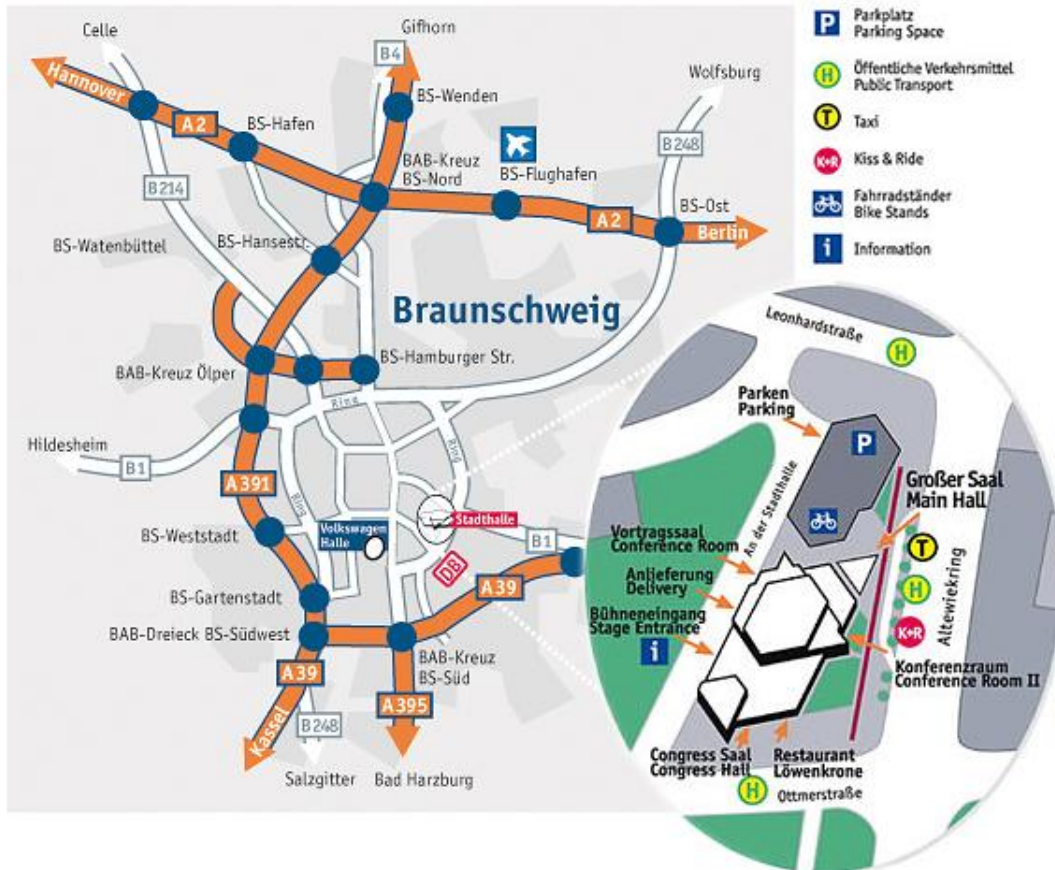 Celle
Gifhorn
B4
Hannover
BS-Wenden
Wolfsburg
A2
BS-Hafen
BAB-Kreuz
BS-Nord
BS-Flughafen
B248
B214
BS-Ost
A2
Berlin
BS-Watenbüttel
BS-Hansestr.
Braunschweig
BS-Hamburger Str.
BAB-Kreuz Ölper
Ring
Hildesheim
B1
Ring
Ring
A391
Volkswagen
Halle
Stadthalle
B1
BS-Weststadt
DB
A39
BS-Gartenstadt
BAB-Dreieck BS-Südwest
BAB-Kreuz
BS-Süd
A39
A395
Kassel
B248
Salzgitter
Bad Harzburg
P
Parkplatz
Parking Space
H
Öffentliche Verkehrsmittel
Public Transport
T
Taxi
K+R
Kiss & Ride
Fahrradständer
Bike Stands
i
Information
Leonhardstraße
H
Parken
Parking
P
An der Stadthalle
Großer Saal
Main Hall
Vortragssaal
Conference Room
T
Anlieferung
Delivery
H
Altewiekring
Bühneneingang
Stage Entrance
K+R
i
Konferenzraum
Conference Room II
Congress Saal
Congress Hall
Restaurant
Löwenkrone
H
Ottmerstraße